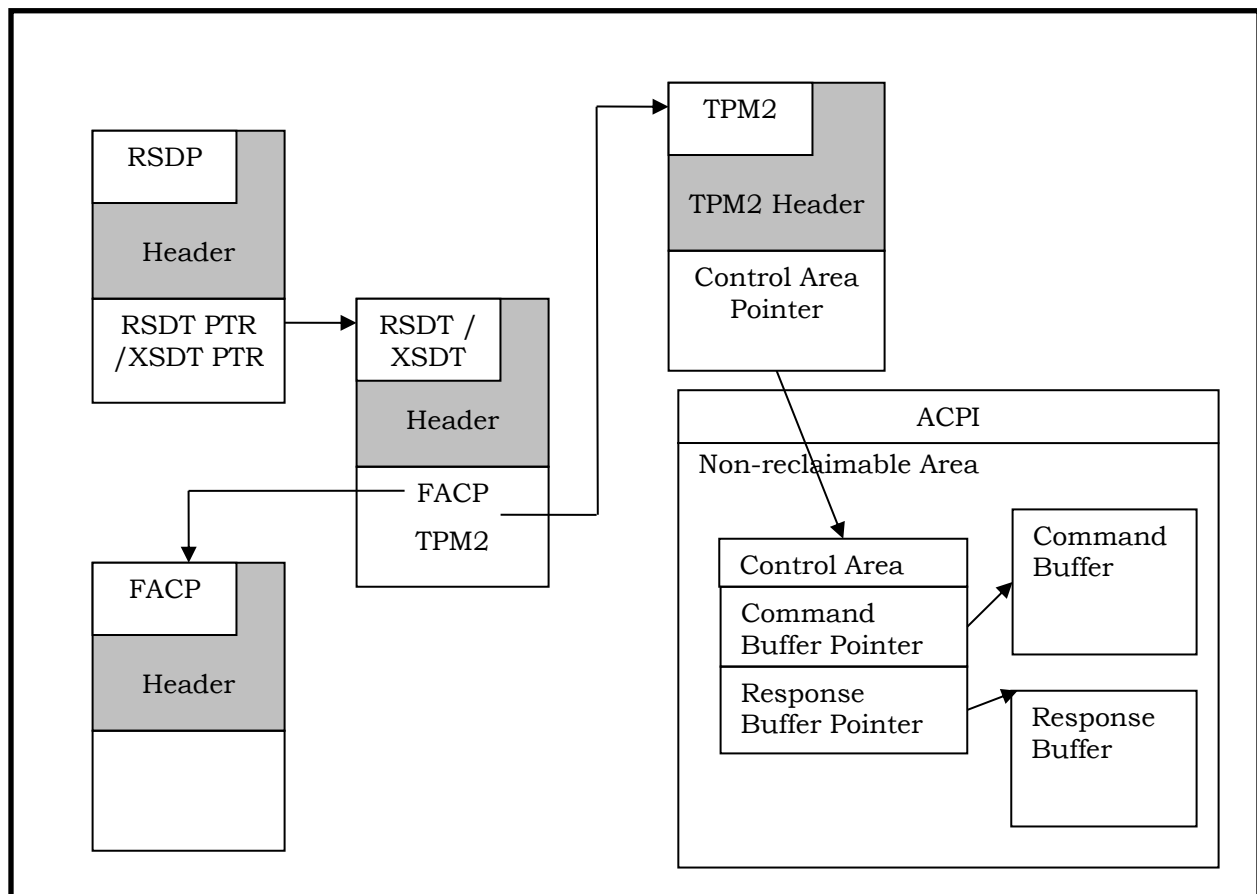 RSDP
Header
RSDT PTR
/XSDT PTR
RSDT /
XSDT
Header
FACP
TPM2
FACP
Header
TPM2
TPM2 Header
Control Area
Pointer
ACPI
Non-reclaimable Area
Control Area
Command
Buffer Pointer
Response
Buffer Pointer
Command
Buffer
Response
Buffer